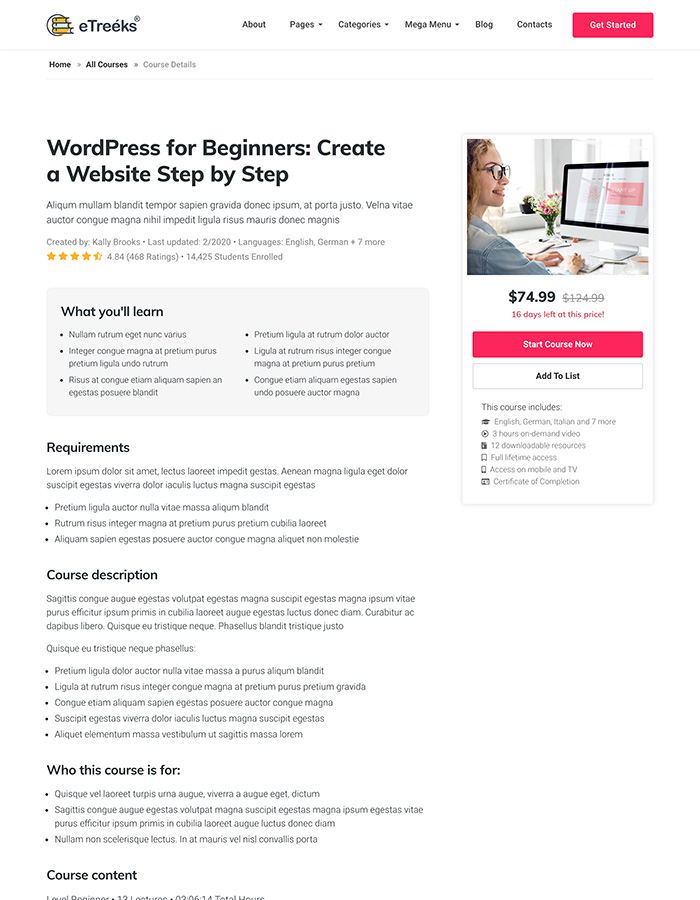 eTreéks®
About
Pages
Categories
Mega Menu
Blog
Contacts
Get Started
Home » All Courses » Course Details
WordPress for Beginners: Create
a Website Step by Step
Aliqum mullam blandit tempor sapien gravida donec ipsum, at porta justo. Velna vitae
auctor congue magna nihil impedit ligula risus mauris donec magnis
Created by: Kally Brooks • Last updated: 2/2020 • Languages: English, German + 7 more
4.84 (468 Ratings) • 14,425 Students Enrolled
What you'll learn
• Nullam rutrum eget nunc varius
• Integer congue magna at pretium purus
pretium ligula undo rutrum
• Risus at congue etiam aliquam sapien an
egestas posuere blandit
• Pretium ligula at rutrum dolor auctor
• Ligula at rutrum risus integer congue
magna at pretium purus pretium
• Congue etiam aliquam egestas sapien
undo posuere auctor magna
Requirements
Lorem ipsum dolor sit amet, lectus laoreet impedit gestas. Aenean magna ligula eget dolor
suscipit egestas viverra dolor iaculis luctus magna suscipit egestas
• Pretium ligula auctor nulla vitae massa aliqum blandit
• Rutrum risus integer magna at pretium purus pretium cubilia laoreet
• Aliquam sapien egestas posuere auctor congue magna aliquet non molestie
Course description
Sagittis congue augue egestas volutpat egestas magna suscipit egestas magna ipsum vitae
purus efficitur ipsum primis in cubilia laoreet augue egestas luctus donec diam. Curabitur ac
dapibus libero. Quisque eu tristique neque. Phasellus blandit tristique justo
Quisque eu tristique neque phasellus:
• Pretium ligula dolor auctor nulla vitae massa a purus aliqum blandit
• Ligula at rutrum risus integer congue magna at pretium purus pretium gravida
• Congue etiam aliquam sapien egestas posuere auctor congue magna
• Suscipit egestas viverra dolor iaculis luctus magna suscipit egestas
• Aliquet elementum massa vestibulum ut sagittis massa lorem
Who this course is for:
• Quisque vel laoreet turpis urna augue, viverra a augue eget, dictum
• Sagittis congue augue egestas volutpat magna suscipit egestas magna ipsum egestas vitae
purus efficitur ipsum primis in cubilia laoreet augue luctus donec diam
• Nullam non scelerisque lectus. In at mauris vel nisl convallis porta
Course content
Level Beginner • 13 Lectures • 03:06:14 Total Hours
START UP
$74.99 $124.99
16 days left at this price!
Start Course Now
Add To List
This course includes:
English, German, Italian and 7 more
3 hours on-demand video
12 downloadable resources
Full lifetime access
Access on mobile and TV
Certificate of Completion